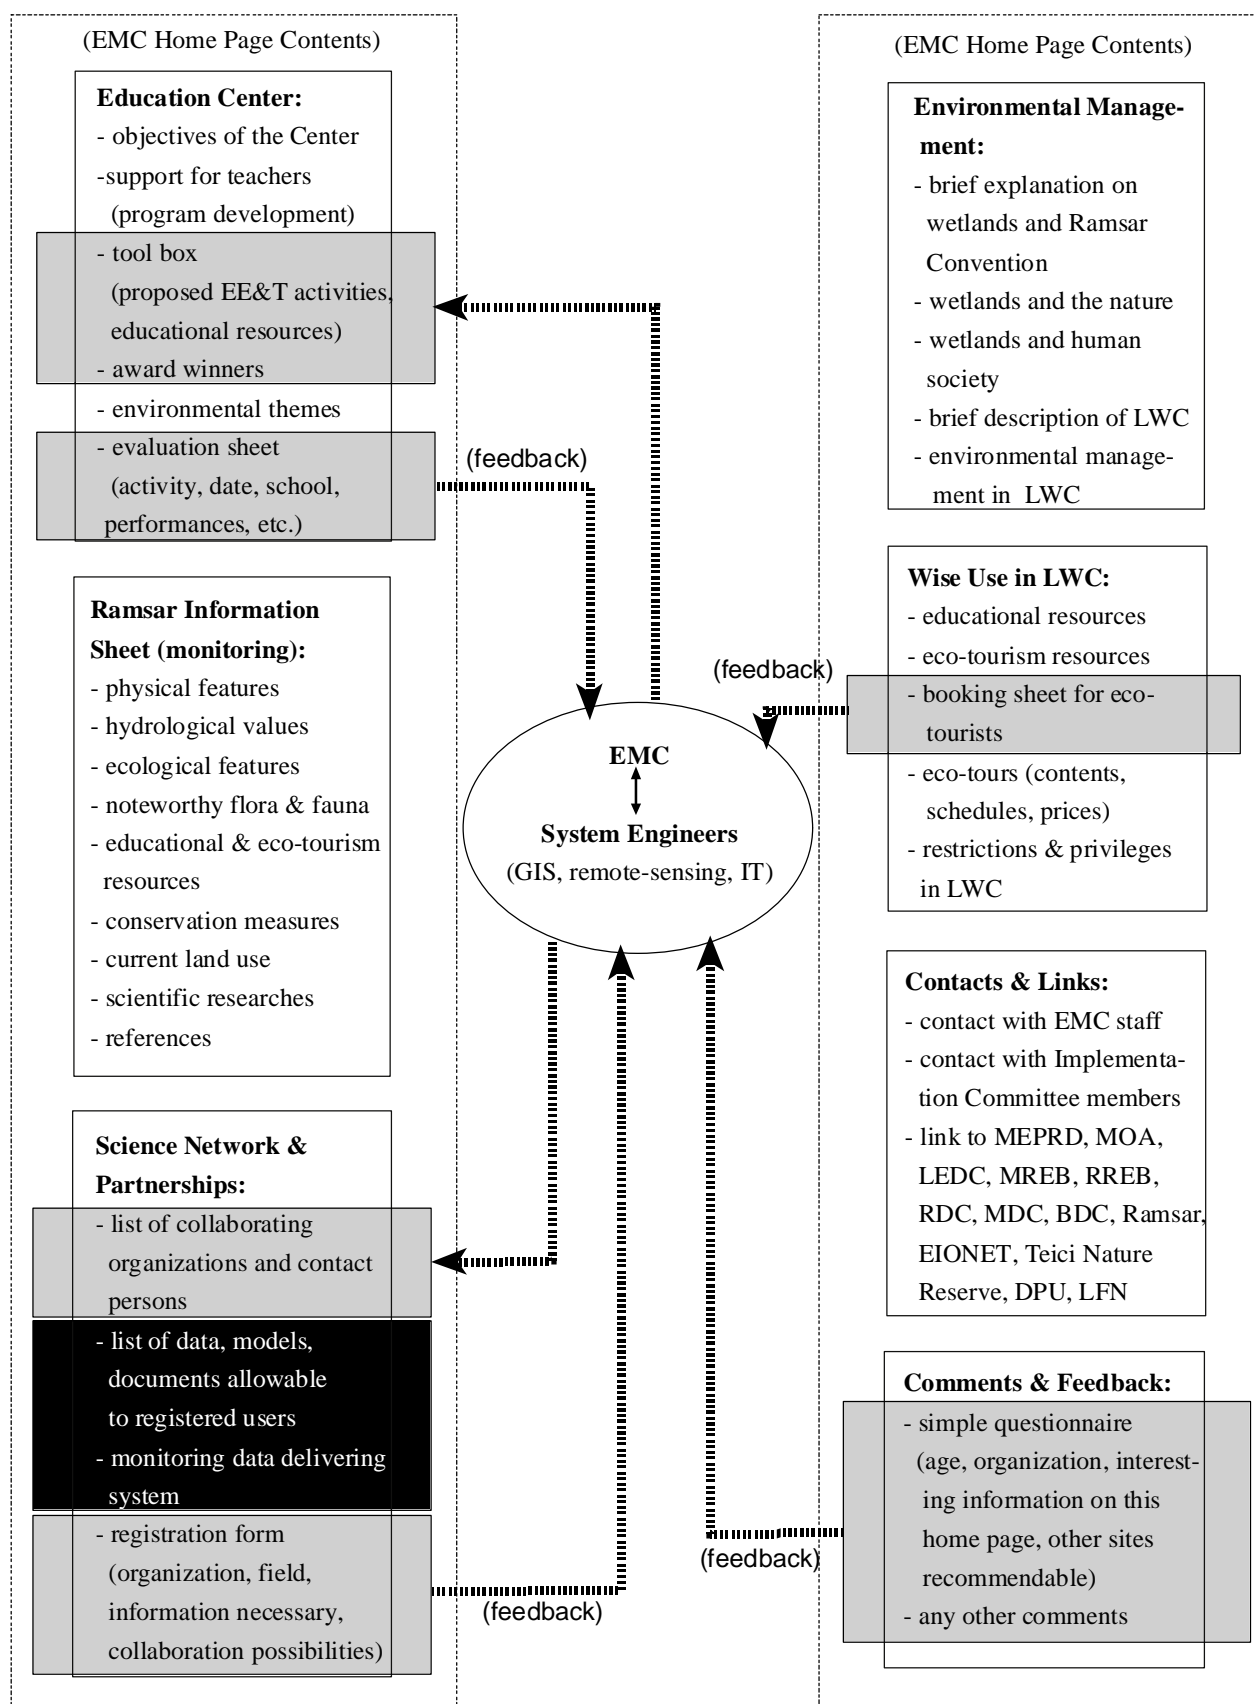 (EMC Home Page Contents)
Education Center:
- objectives of the Center
-support for teachers
(program development)
- tool box
(proposed EE&T activities,
educational resources)
- award winners
- environmental themes
- evaluation sheet
(activity, date, school,
performances, etc.)
Ramsar Information
Sheet (monitoring):
- physical features
- hydrological values
- ecological features
- noteworthy flora & fauna
- educational & eco-tourism
resources
- conservation measures
- current land use
- scientific researches
- references
Science Network &
Partnerships:
- list of collaborating
organizations and contact
persons
- list of data, models,
documents allowable
to registered users
- monitoring data delivering
system
- registration form
(organization, field,
information necessary,
collaboration possibilities)
(feedback)
EMC
System Engineers
(GIS, remote-sensing, IT)
(feedback)
(feedback)
(feedback)
(EMC Home Page Contents)
Environmental Manage-
ment:
- brief explanation on
wetlands and Ramsar
Convention
- wetlands and the nature
- wetlands and human
society
- brief description of LWC
- environmental manage-
ment in LWC
Wise Use in LWC:
- educational resources
- eco-tourism resources
- booking sheet for eco-
tourists
- eco-tours (contents,
schedules, prices)
- restrictions & privileges
in LWC
Contacts & Links:
- contact with EMC staff
- contact with Implementa-
tion Committee members
- link to MEPRD, MOA,
LEDC, MREB, RREB,
RDC, MDC, BDC, Ramsar,
EIONET, Teici Nature
Reserve, DPU, LFN
Comments & Feedback:
- simple questionnaire
(age, organization, interest-
ing information on this
home page, other sites
recommendable)
- any other comments